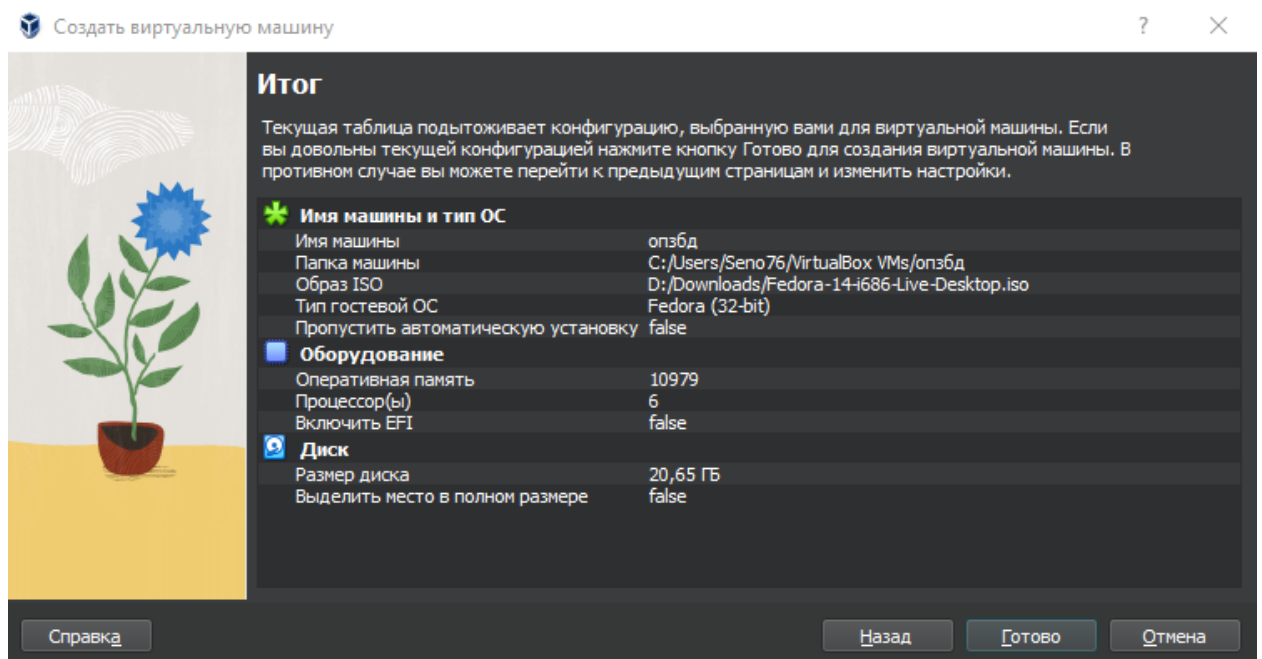 Создать виртуальную машину
Итог
Текущая таблица подытоживает конфигурацию, выбранную вами для виртуальной машины. Если
вы довольны текущей конфигурацией нажмите кнопку Готово для создания виртуальной машины. В
противном случае вы можете перейти к предыдущим страницам и изменить настройки.
Имя машины и тип ОС
Имя машины опзбд
Папка машины C:/Users/Seno76/VirtualBox VMs/опзбд
Образ ISO D:/Downloads/Fedora-14-i686-Live-Desktop.iso
Тип гостевой ОС Fedora (32-bit)
Пропустить автоматическую установку false
Оборудование
Оперативная память 10979
Процессор(ы) 6
Включить EFI false
Диск
Размер диска 20,65 ГБ
Выделить место в полном размере false
Справка Назад Готово Отмена